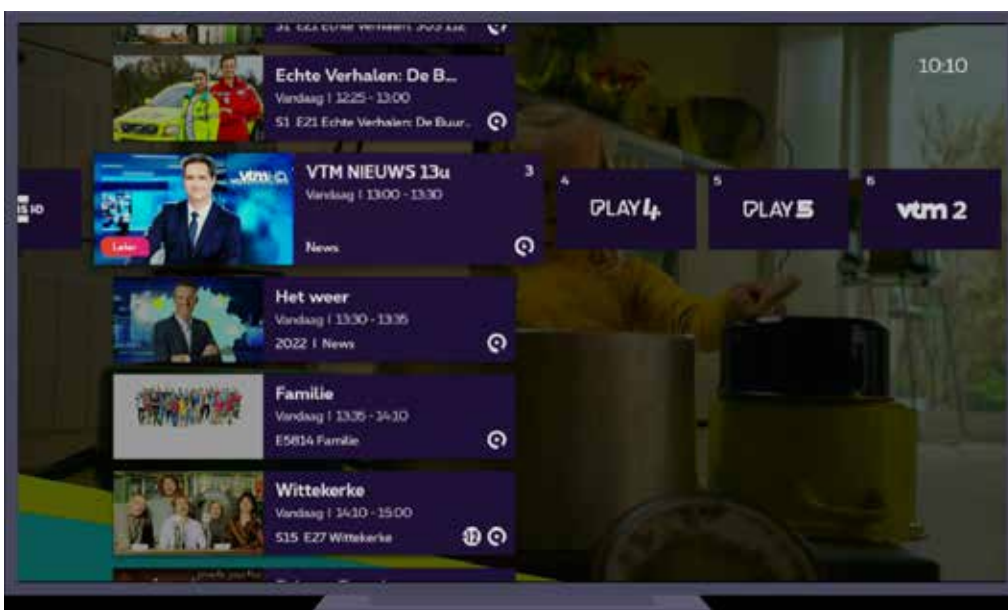 10:10
Echte Verhalen: De B...
Vandaag | 12:25 - 13:00
S1 E21 Echte Verhalen: De Buur..
VTM NIEUWS 13u
3
Vandaag | 13:00 - 13:30
Later
News
4
PLAY4
5
PLAY5
6
vtm 2
Het weer
Vandaag | 13:30 - 13:35
2022 | News
Familie
Vandaag | 13:35 - 14:10
E5814 Familie
Wittekerke
Vandaag | 14:10 - 15:00
S15 E27 Wittekerke
12